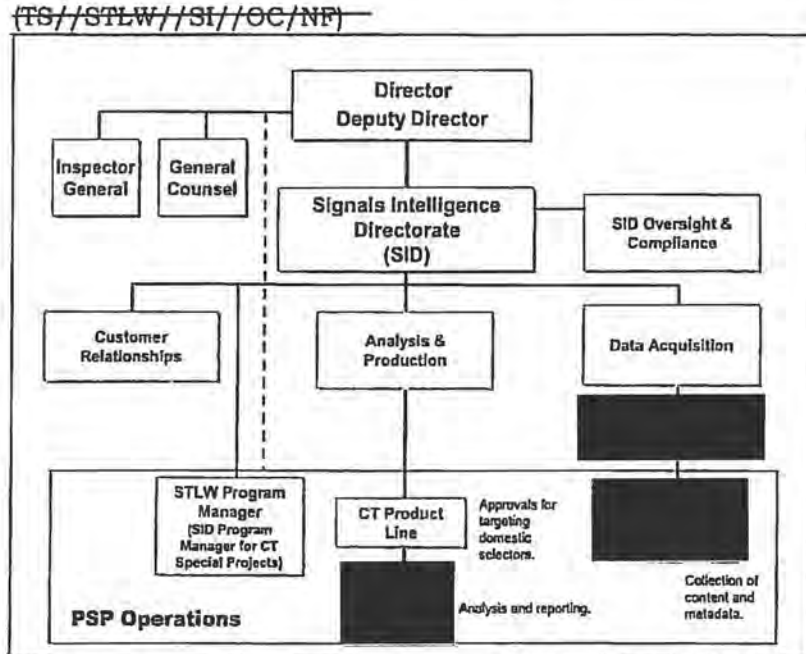 (TS//STLW//SI//OC/NF)
Director
Deputy Director
Inspector
General
General
Counsel
Signals Intelligence
Directorate
(SID)
SID Oversight &
Compliance
Customer
Relationships
Analysis &
Production
Data Acquisition
STLW Program
Manager
(SID Program
Manager for CT
Special Projects)
CT Product
Line
Approvals for
targeting
domestic
selectors.
Analysis and reporting.
Collection of
content and
metadata.
PSP Operations